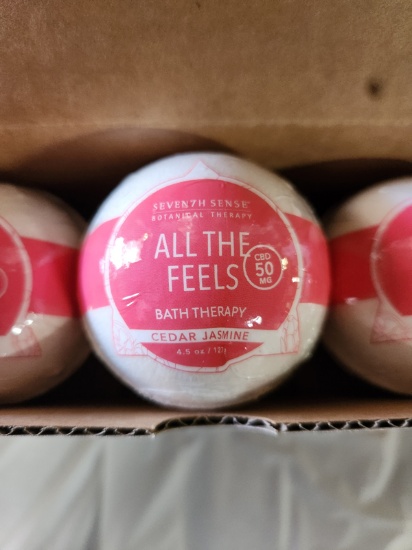 SEVENTH SENSE®
BOTANICAL THERAPY
ALL THE
FEELS
CBD
50
MG
BATH THERAPY
CEDAR JASMINE
4.5 oz / 127g